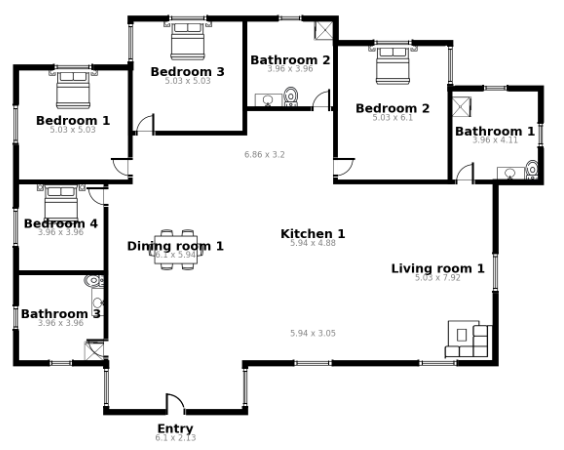 Bedroom 3
5.03 x 5.03
Bathroom 2
3.96 x 3.96
Bedroom 1
5.03 x 5.03
Bedroom 2
5.03 x 6.1
Bathroom 1
3.96 x 4.11
6.86 x 3.2
Bedroom 4
3.96 x 3.96
Dining room 1
6.1 x 5.94
Kitchen 1
5.94 x 4.88
Living room 1
5.03 x 7.92
Bathroom 3
3.96 x 3.96
5.94 x 3.05
Entry
6.1 x 2.13